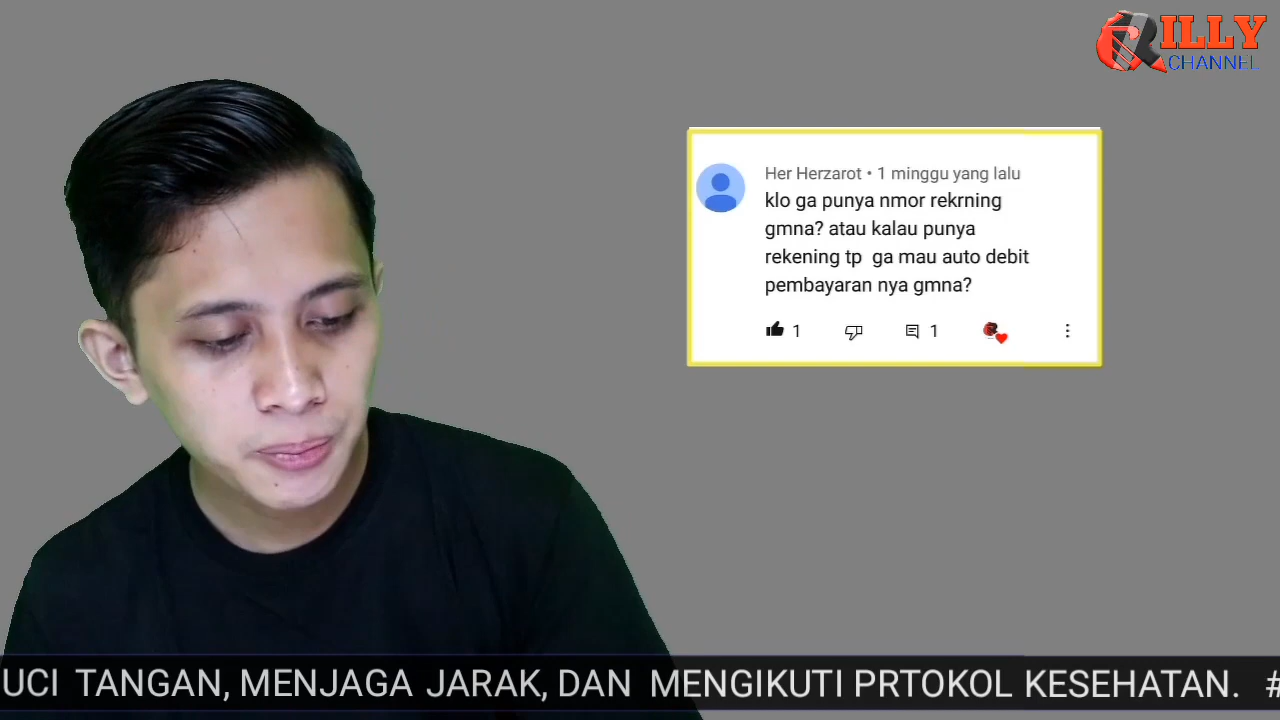 RILLY
CHANNEL
Her Herzarot • 1 minggu yang lalu
klo ga punya nmor rekrning
gmna? atau kalau punya
rekening tp ga mau auto debit
pembayaran nya gmna?
1
1
UCI TANGAN, MENJAGA JARAK, DAN MENGIKUTI PRTOKOL KESEHATAN. #